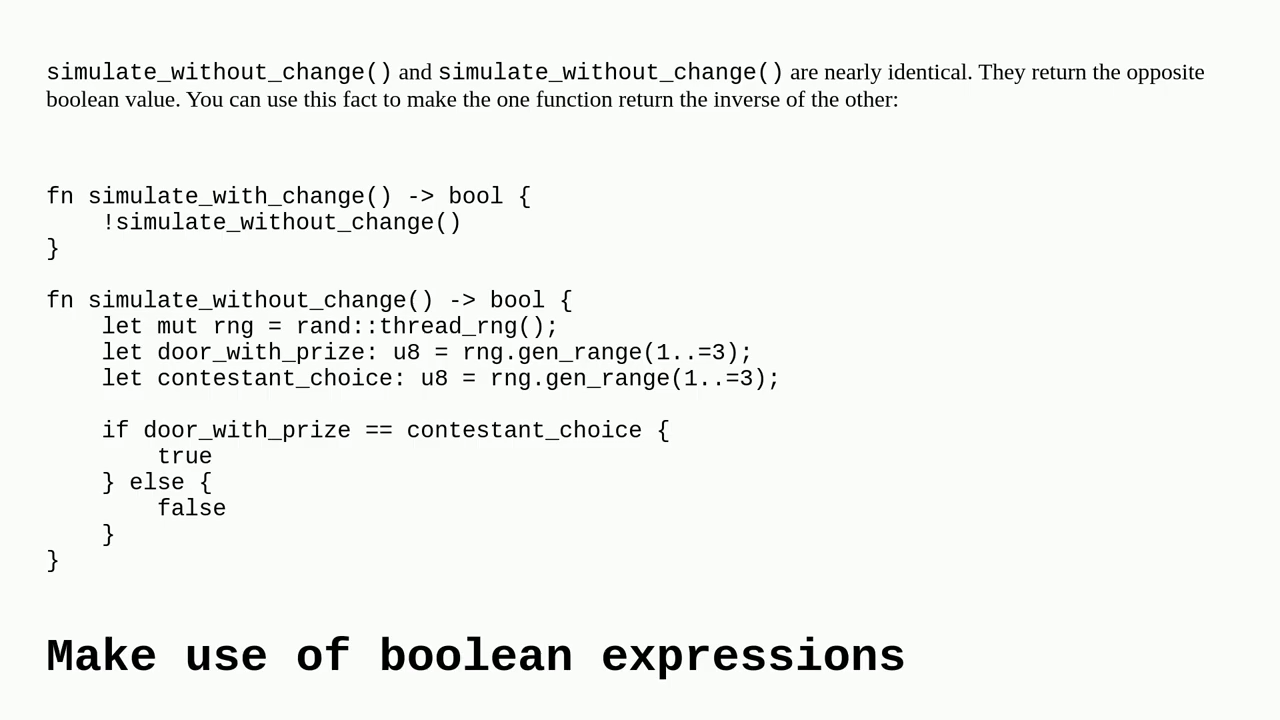 simulate_without_change() and simulate_without_change() are nearly identical. They return the opposite
boolean value. You can use this fact to make the one function return the inverse of the other:
fn simulate_with_change() -> bool {
    !simulate_without_change()
}
fn simulate_without_change() -> bool {
    let mut rng = rand::thread_rng();
    let door_with_prize: u8 = rng.gen_range(1..=3);
    let contestant_choice: u8 = rng.gen_range(1..=3);
    if door_with_prize == contestant_choice {
        true
    } else {
        false
    }
}
Make use of boolean expressions